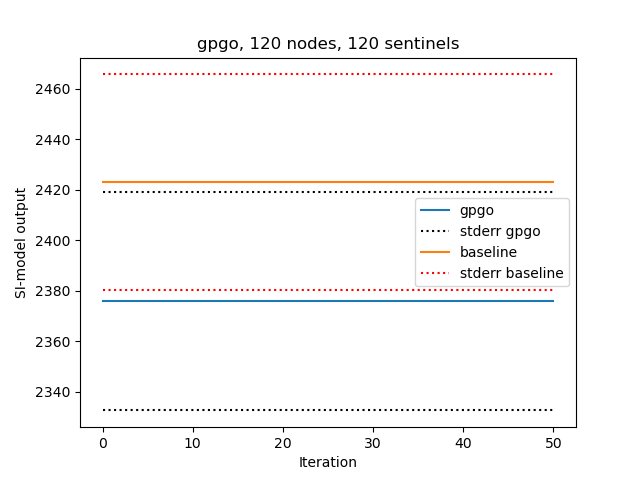 gpgo, 120 nodes, 120 sentinels
SI-model output
2460
2440
2420
2400
2380
2360
2340
gpgo
stderr gpgo
baseline
stderr baseline
0 10 20 30 40 50
Iteration